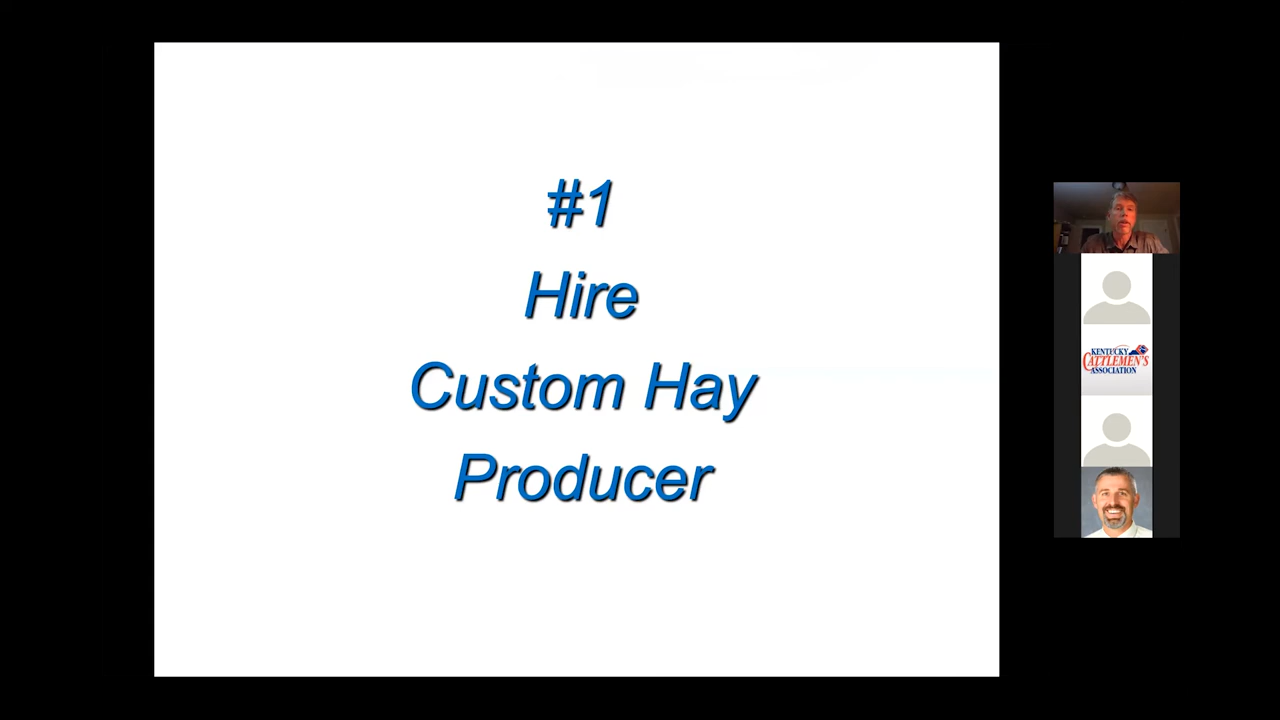 #1
Hire
Custom Hay
Producer
KENTUCKY
CATTLEMEN'S
ASSOCIATION